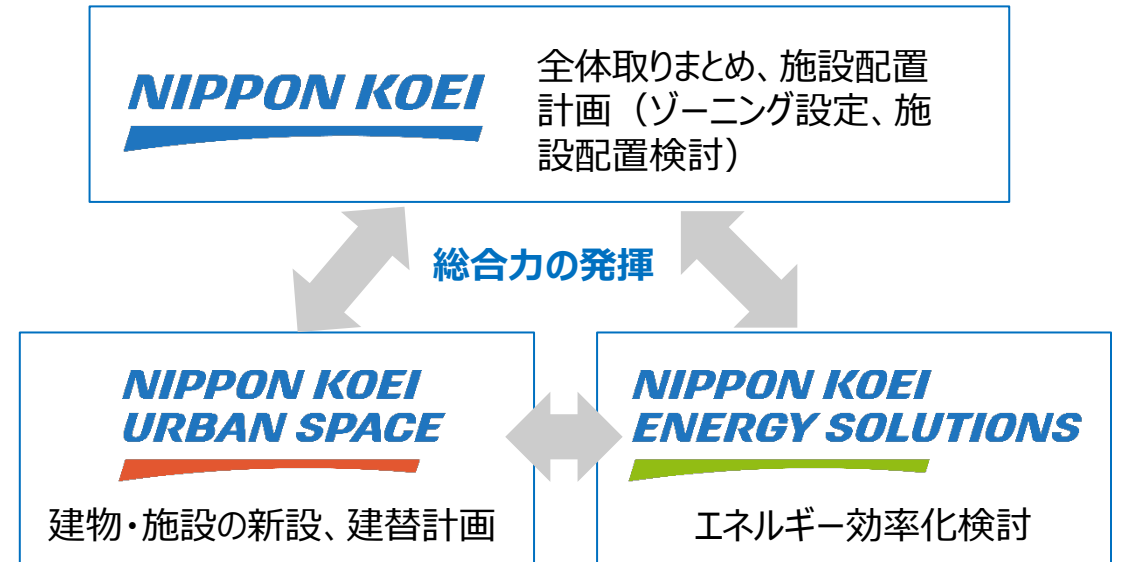 NIPPON KOEI
全体取りまとめ、施設配置
計画（ゾーニング設定、施
設配置検討）
総合力の発揮
NIPPON KOEI
URBAN SPACE
建物・施設の新設、建替計画
NIPPON KOEI
ENERGY SOLUTIONS
エネルギー効率化検討